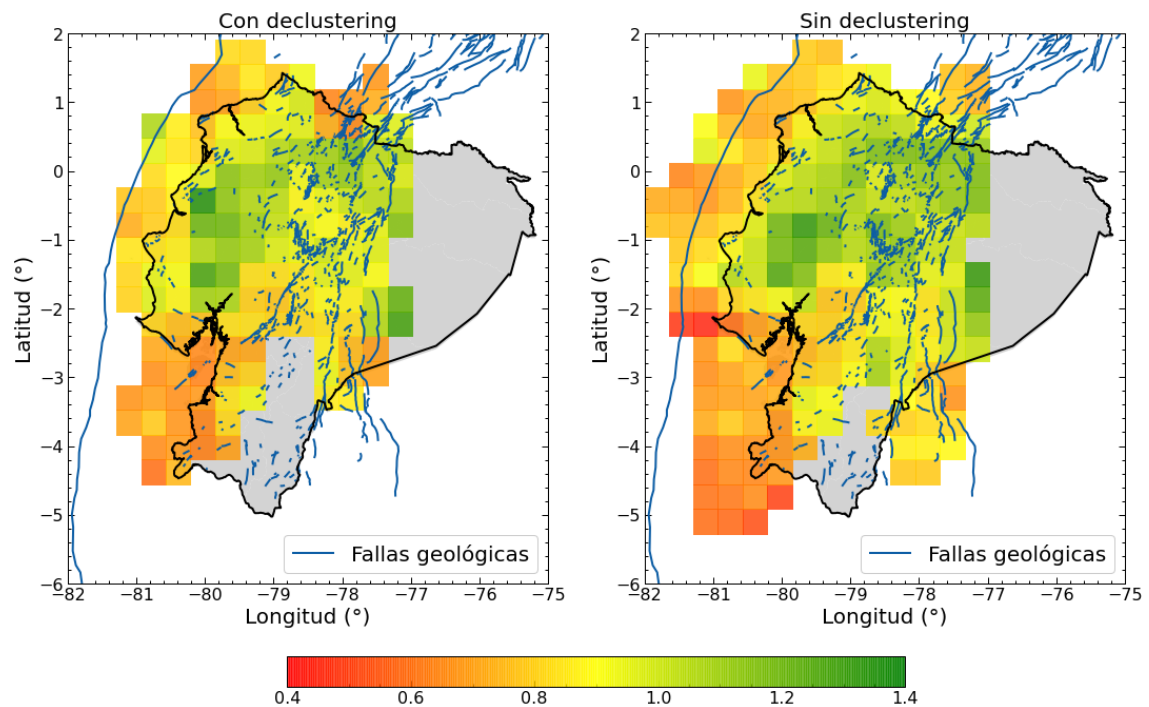 Con declustering
Sin declustering
2
1
0
−1
−2
−3
−4
−5
−6
Latitud (°)
−82 −81 −80 −79 −78 −77 −76 −75
Longitud (°)
Fallas geológicas
2
1
0
−1
−2
−3
−4
−5
−6
Latitud (°)
−82 −81 −80 −79 −78 −77 −76 −75
Longitud (°)
Fallas geológicas
0.4 0.6 0.8 1.0 1.2 1.4